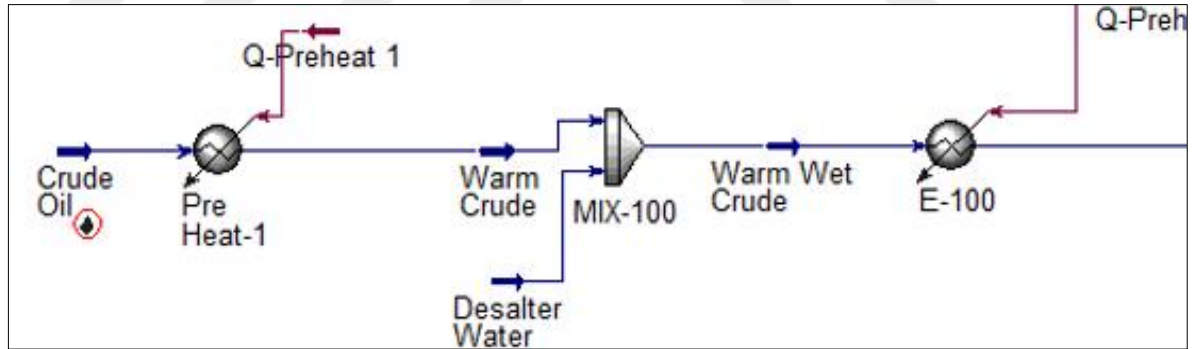 Q-Preheat 1
Q-Preh
Crude
Oil
Pre
Heat-1
Warm
Crude
MIX-100
Warm Wet
Crude
E-100
Desalter
Water